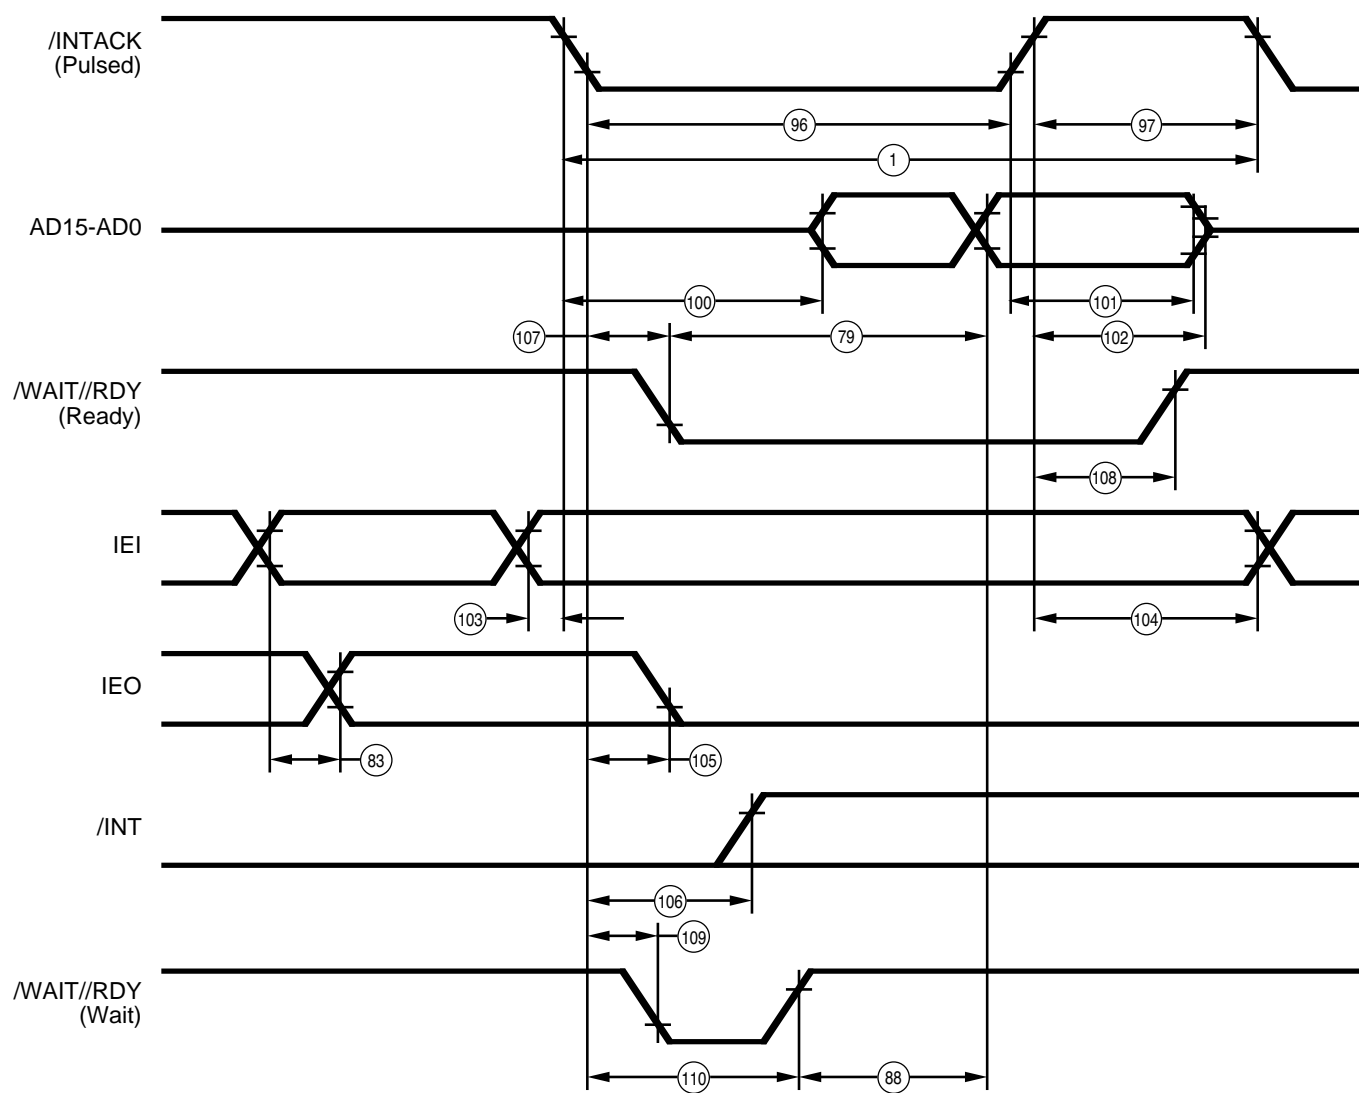 /INTACK
(Pulsed)
96
97
1
AD15-AD0
100
101
107
79
102
/WAIT//RDY
(Ready)
108
IEI
103
104
IEO
83
105
/INT
106
109
/WAIT//RDY
(Wait)
110
88